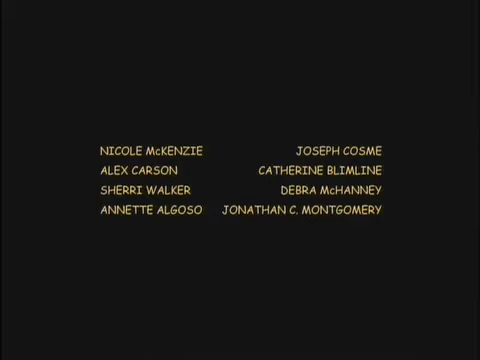 NICOLE McKENZIE JOSEPH COSME
ALEX CARSON CATHERINE BLIMLINE
SHERRI WALKER DEBRA McHANNEY
ANNETTE ALGOSO JONATHAN C. MONTGOMERY